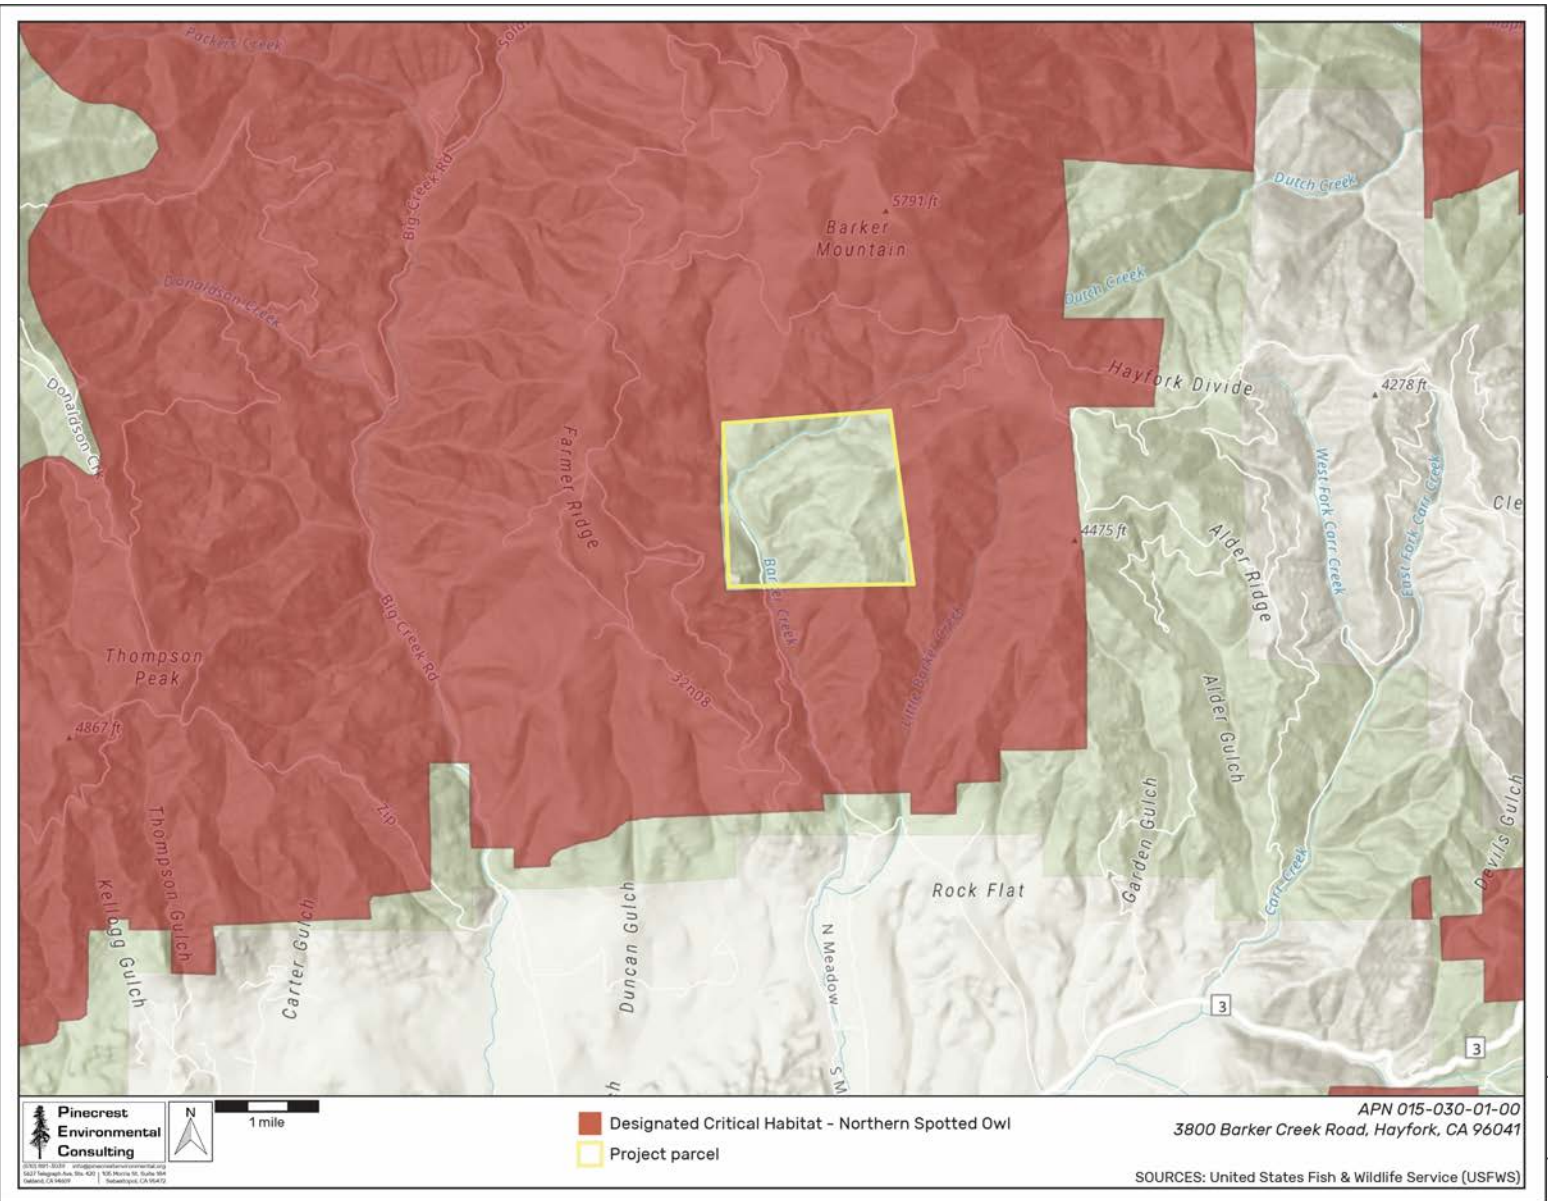 Packers Creek
Big Creek Rd
5791 ft
Barker
Mountain
Dutch Creek
Dutch Creek
Donaldson Creek
Donaldson Crk
Hayfork Divide
4278 ft
Farmer Ridge
West Fork Carr Creek
East Fork Carr Creek
Cle
4475 ft
Alder Ridge
Barker Creek
Big Creek Rd
Little Barker Creek
Thompson
Peak
32n08
4867 ft
Alder Gulch
Zip
Thompson Gulch
Garden Gulch
Devils Gulch
Kellogg Gulch
Carter Gulch
Duncan Gulch
Rock Flat
Carr Creek
N Meadow
S M
3
3
Pinecrest
Environmental
Consulting
N
1 mile
Designated Critical Habitat - Northern Spotted Owl
Project parcel
APN 015-030-01-00
3800 Barker Creek Road, Hayfork, CA 96041
SOURCES: United States Fish & Wildlife Service (USFWS)